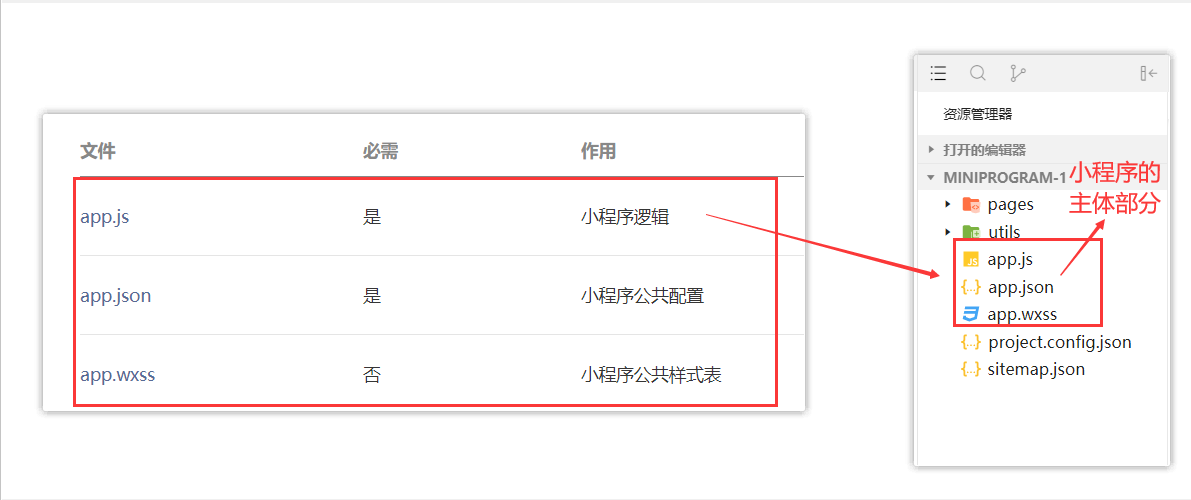 文件 必需 作用
app.js 是 小程序逻辑
app.json 是 小程序公共配置
app.wxss 否 小程序公共样式表
资源管理器
打开的编辑器
MINIPROGRAM-1
小程序的
主体部分
pages
utils
JS app.js
{..} app.json
app.wxss
{..} project.config.json
{..} sitemap.json